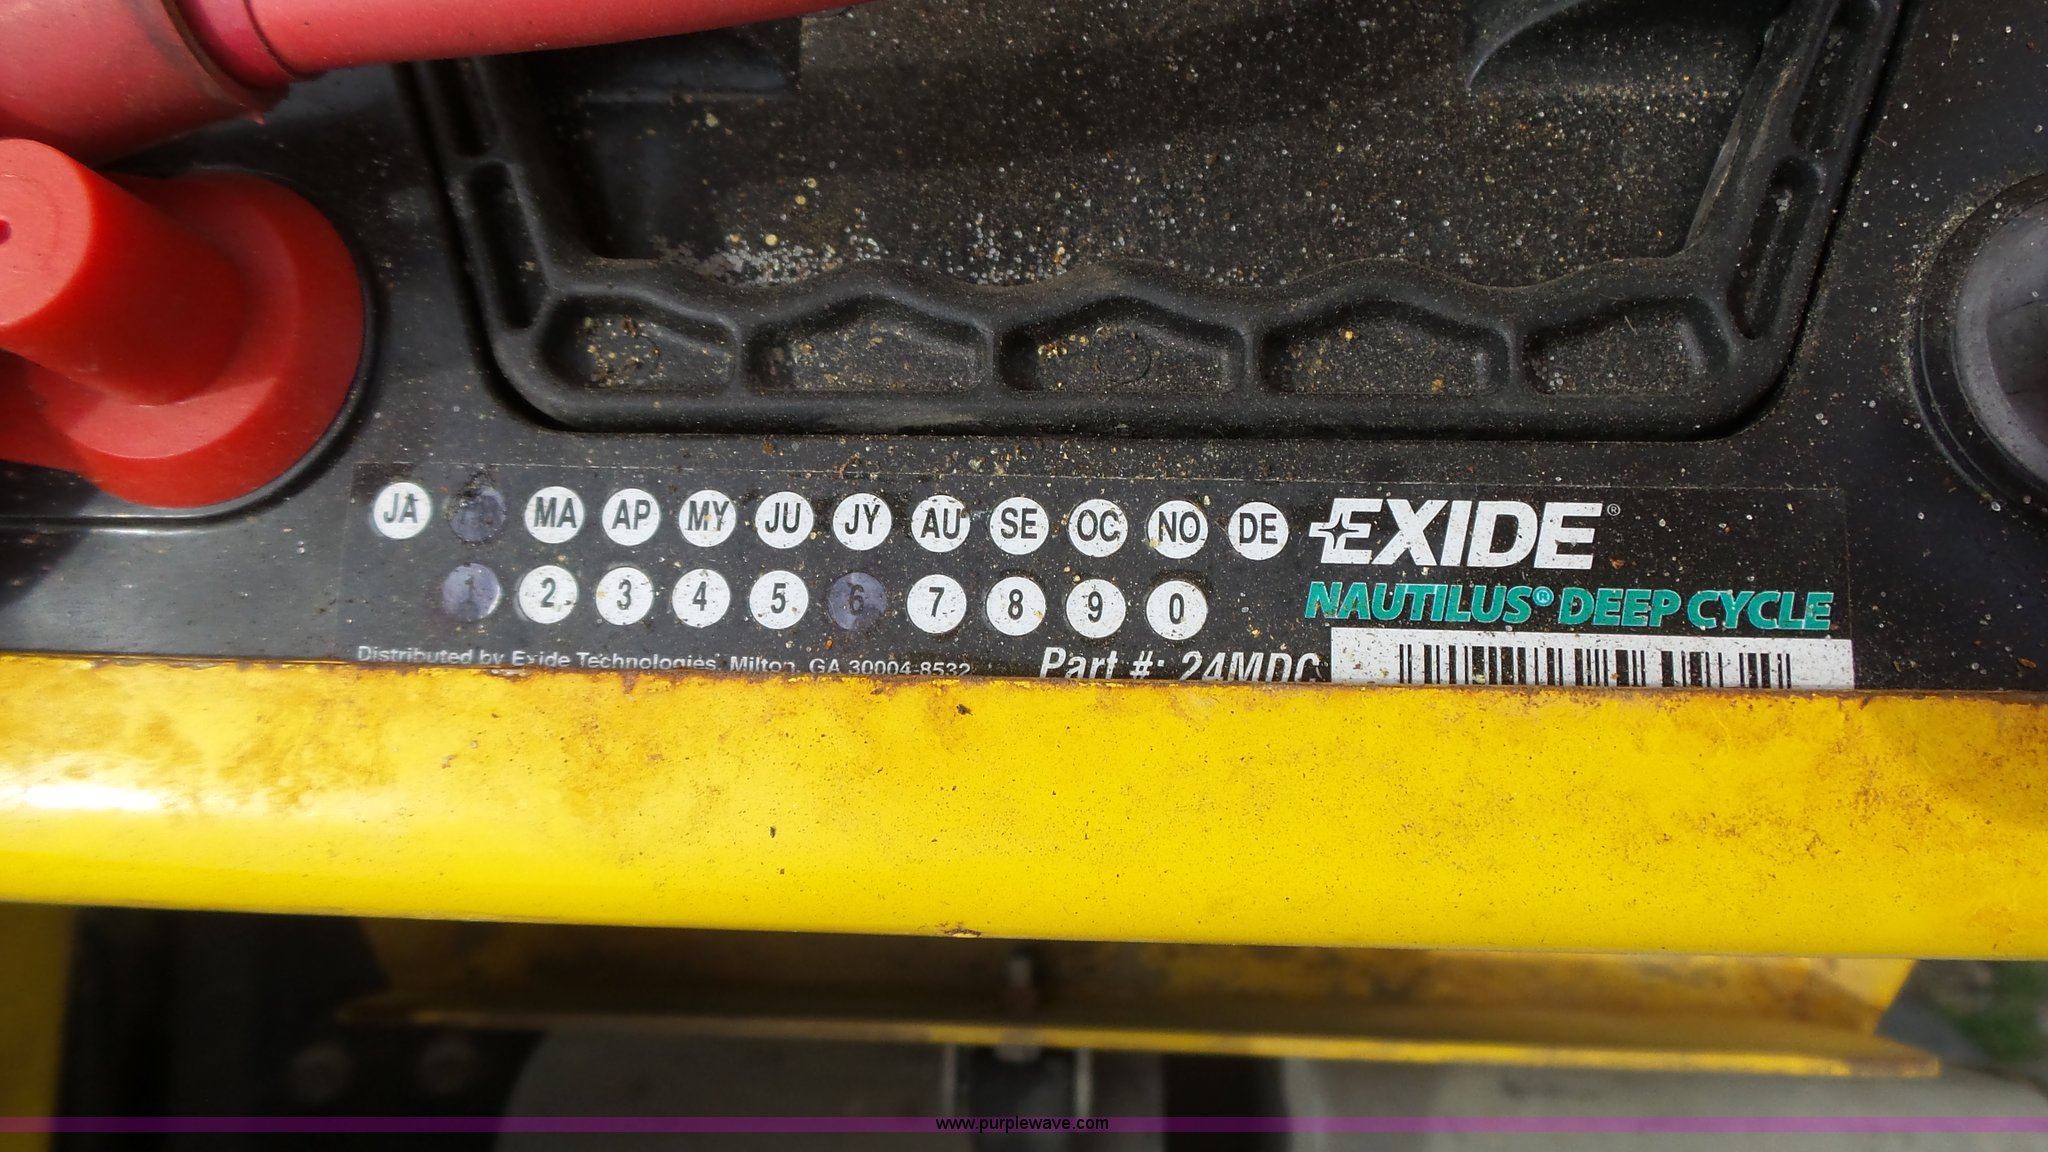 JA MA AP MY JU JY AU SE OC NO DE
1 2 3 4 5 6 7 8 9 0
EXIDE®
NAUTILUS® DEEP CYCLE
Distributed by Exide Technologies, Milton, GA 30004-8532
Part #: 24MDC
www.purplewave.com